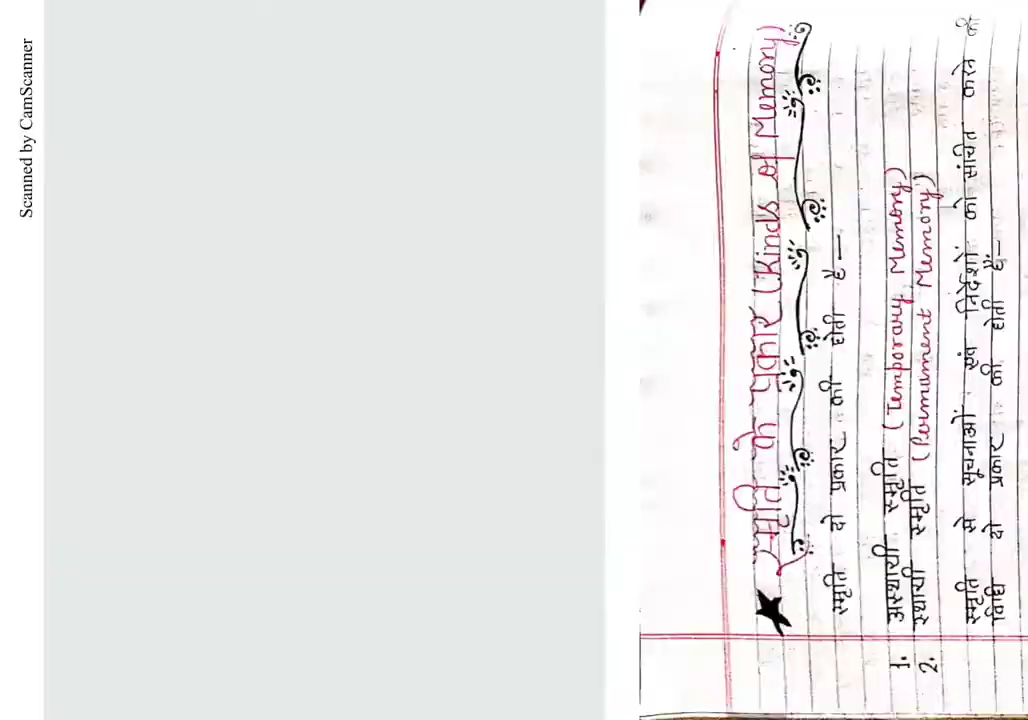 स्मृति के प्रकार (Kinds of Memory)
स्मृति दो प्रकार की होती है —
1. अस्थायी स्मृति (Temporary Memory)
2. स्थायी स्मृति (Permanent Memory)
स्मृति से सूचनाओं एवं निर्देशों को संचित करने की
विधि दो प्रकार की होती है —
Scanned by CamScanner